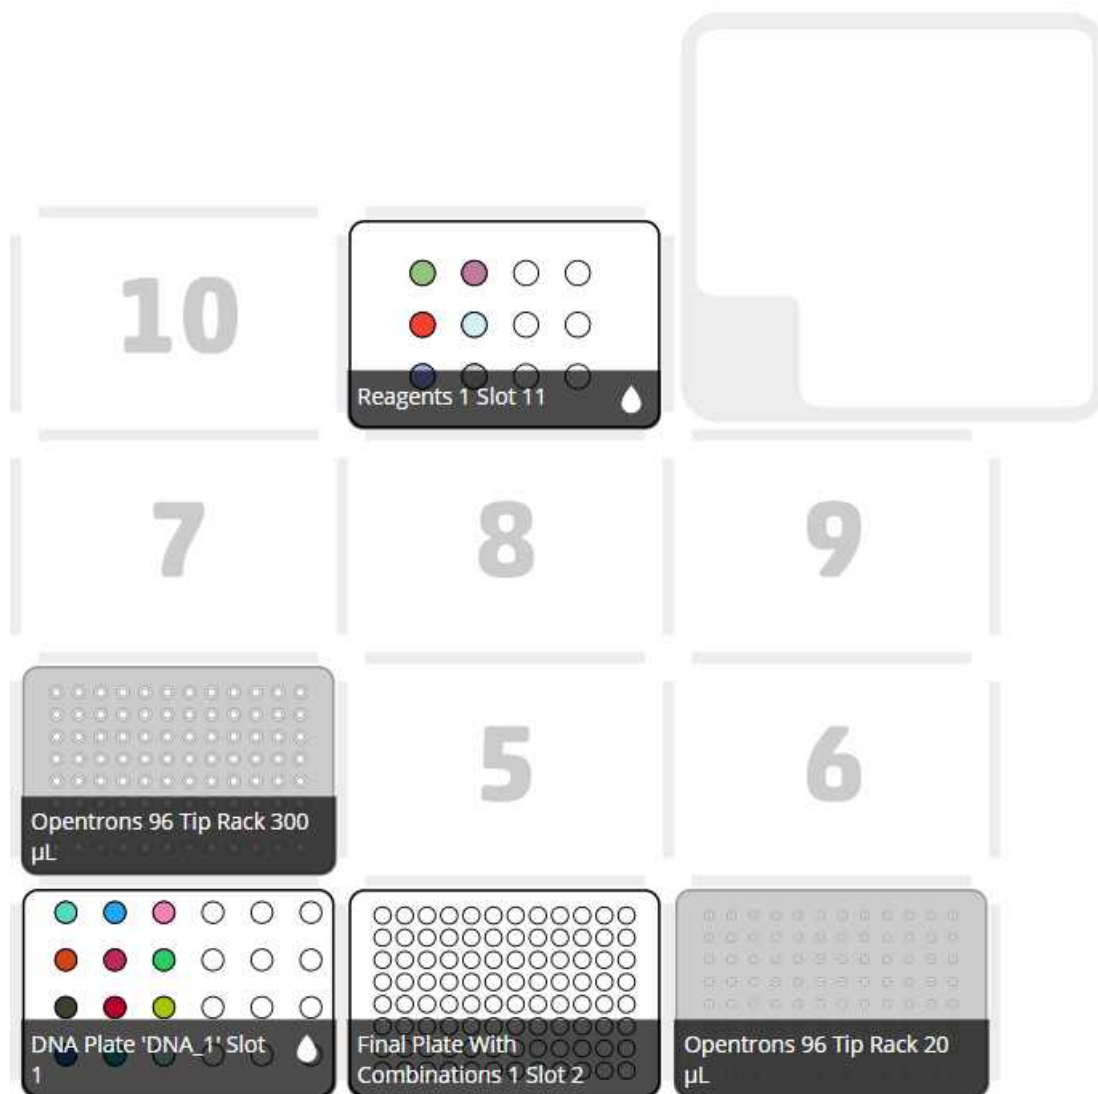 10
Reagents 1 Slot 11
7
8
9
Opentrons 96 Tip Rack 300
µL
5
6
DNA Plate 'DNA_1' Slot
1
Final Plate With
Combinations 1 Slot 2
Opentrons 96 Tip Rack 20
µL